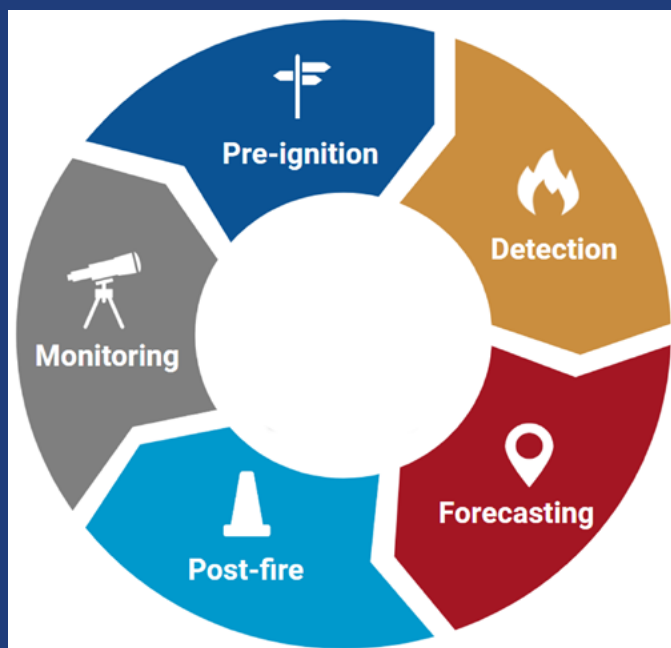 Pre-ignition
Detection
Forecasting
Post-fire
Monitoring